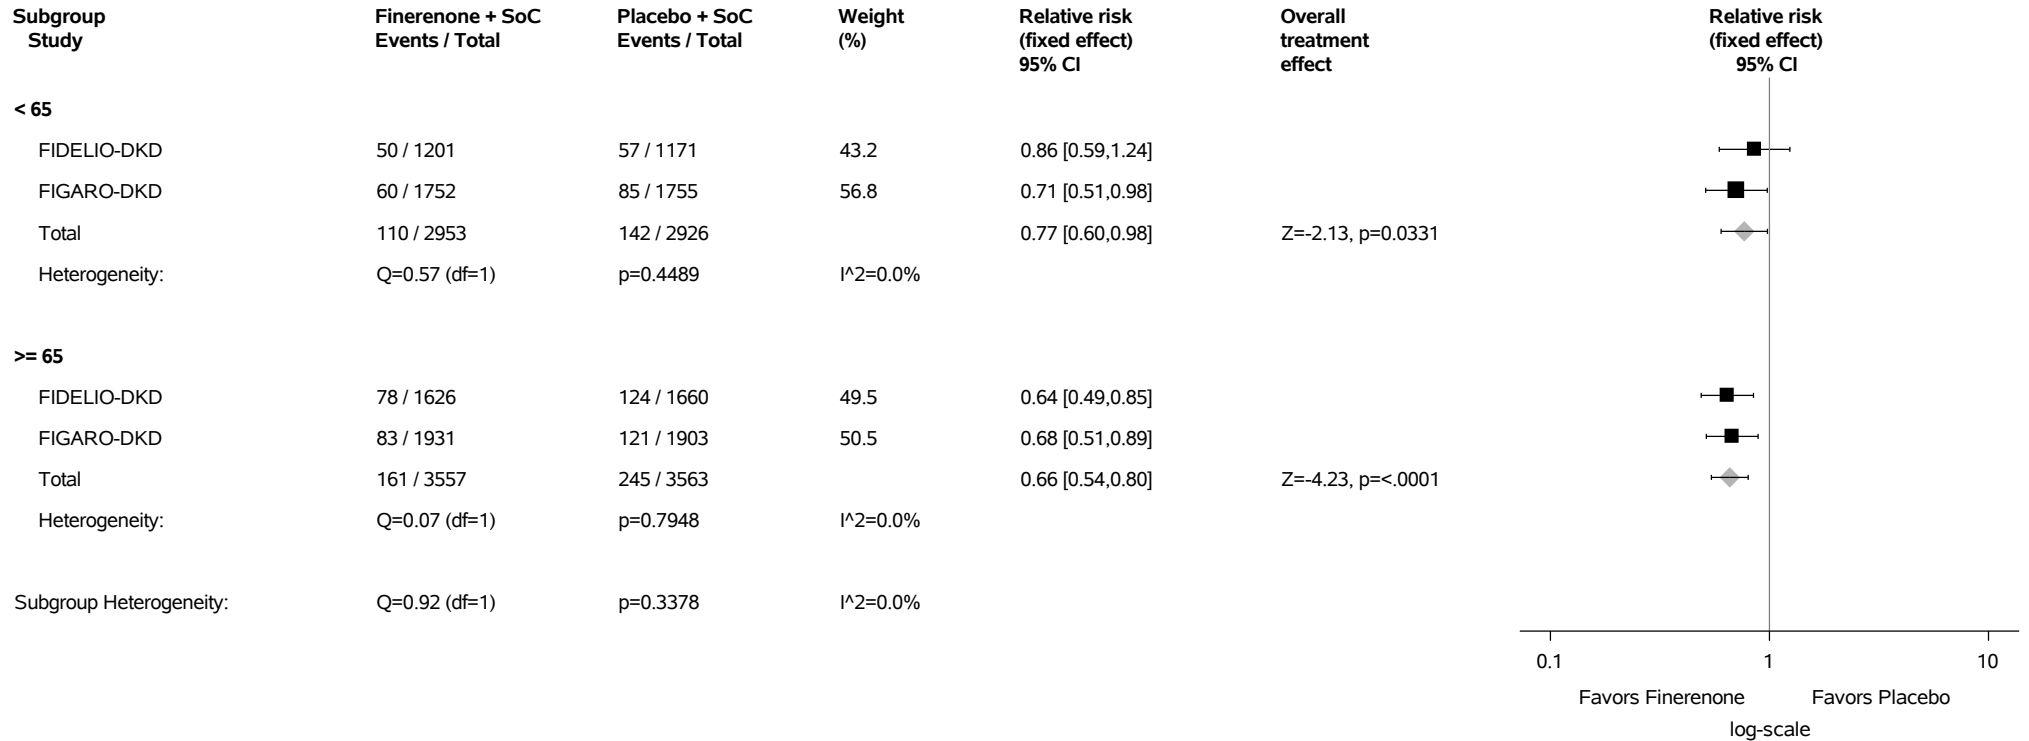 Subgroup Finerenone + SoC Placebo + SoC Weight Relative risk Overall Relative risk
Study Events / Total Events / Total (%) (fixed effect) treatment (fixed effect)
95% CI effect 95% CI
< 65
FIDELIO-DKD 50 / 1201 57 / 1171 43.2 0.86 [0.59,1.24]
FIGARO-DKD 60 / 1752 85 / 1755 56.8 0.71 [0.51,0.98]
Total 110 / 2953 142 / 2926 0.77 [0.60,0.98] Z=-2.13, p=0.0331
Heterogeneity: Q=0.57 (df=1) p=0.4489 I^2=0.0%
>= 65
FIDELIO-DKD 78 / 1626 124 / 1660 49.5 0.64 [0.49,0.85]
FIGARO-DKD 83 / 1931 121 / 1903 50.5 0.68 [0.51,0.89]
Total 161 / 3557 245 / 3563 0.66 [0.54,0.80] Z=-4.23, p=<.0001
Heterogeneity: Q=0.07 (df=1) p=0.7948 I^2=0.0%
Subgroup Heterogeneity: Q=0.92 (df=1) p=0.3378 I^2=0.0%
0.1 1 10
Favors Finerenone Favors Placebo
log-scale